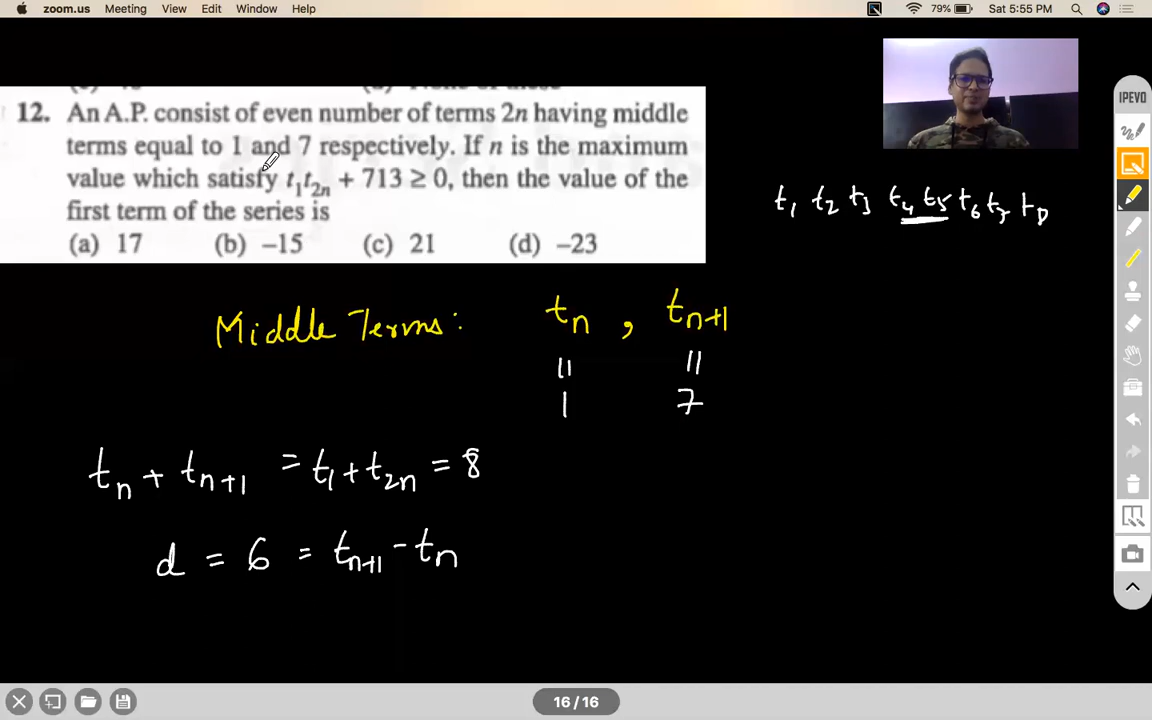 zoom.us Meeting View Edit Window Help 79% Sat 5:55 PM
12. An A.P. consist of even number of terms 2n having middle
terms equal to 1 and 7 respectively. If n is the maximum
value which satisfy t₁t₂ₙ + 713 ≥ 0, then the value of the
first term of the series is
(a) 17 (b) –15 (c) 21 (d) –23
IPEVO
t₁ t₂ t₃ t₄ t₅ t₆ t₇ t₈
Middle Terms: tₙ , tₙ₊₁
|| ||
1 7
tₙ + tₙ₊₁ = t₁ + t₂ₙ = 8
d = 6 = tₙ₊₁ - tₙ
16 / 16